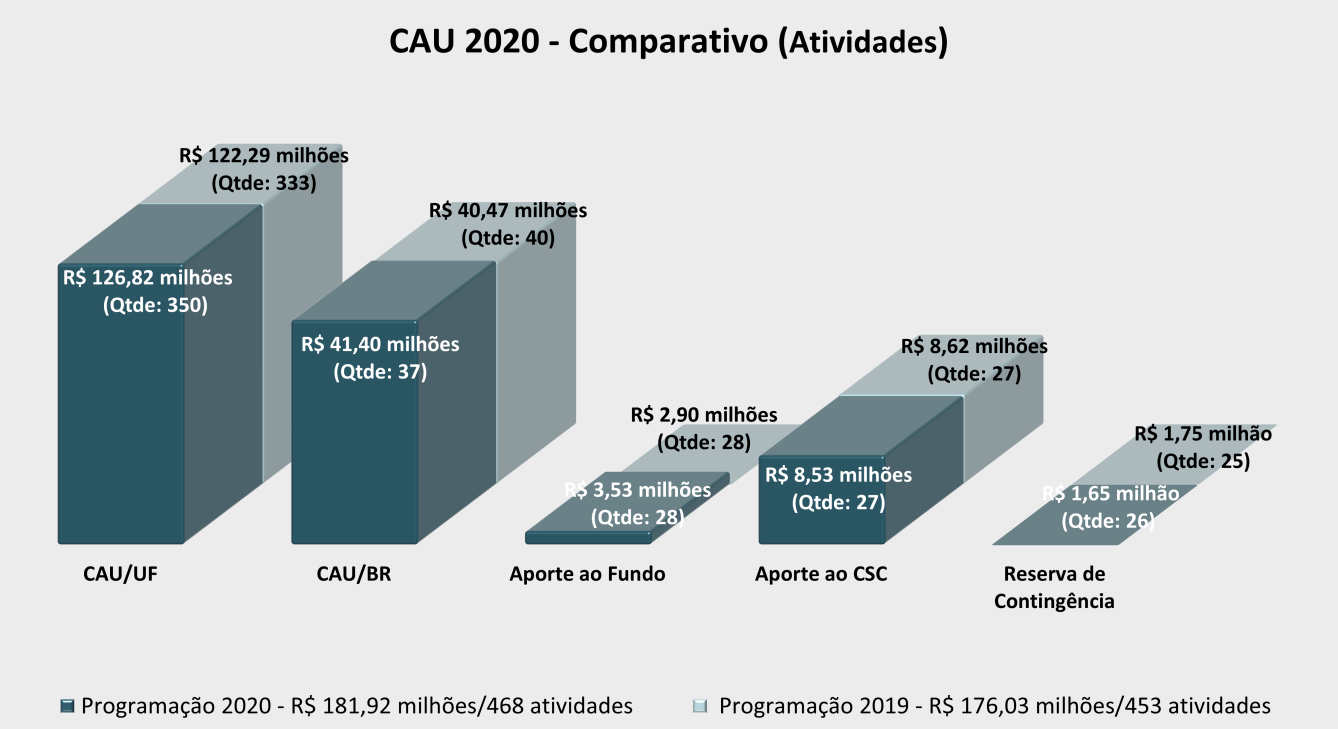 CAU 2020 - Comparativo (Atividades)
R$ 122,29 milhões
(Qtde: 333)
R$ 126,82 milhões
(Qtde: 350)
R$ 40,47 milhões
(Qtde: 40)
R$ 41,40 milhões
(Qtde: 37)
R$ 2,90 milhões
(Qtde: 28)
R$ 3,53 milhões
(Qtde: 28)
R$ 8,62 milhões
(Qtde: 27)
R$ 8,53 milhões
(Qtde: 27)
R$ 1,75 milhão
(Qtde: 25)
R$ 1,65 milhão
(Qtde: 26)
CAU/UF
CAU/BR
Aporte ao Fundo
Aporte ao CSC
Reserva de
Contingência
Programação 2020 - R$ 181,92 milhões/468 atividades
Programação 2019 - R$ 176,03 milhões/453 atividades